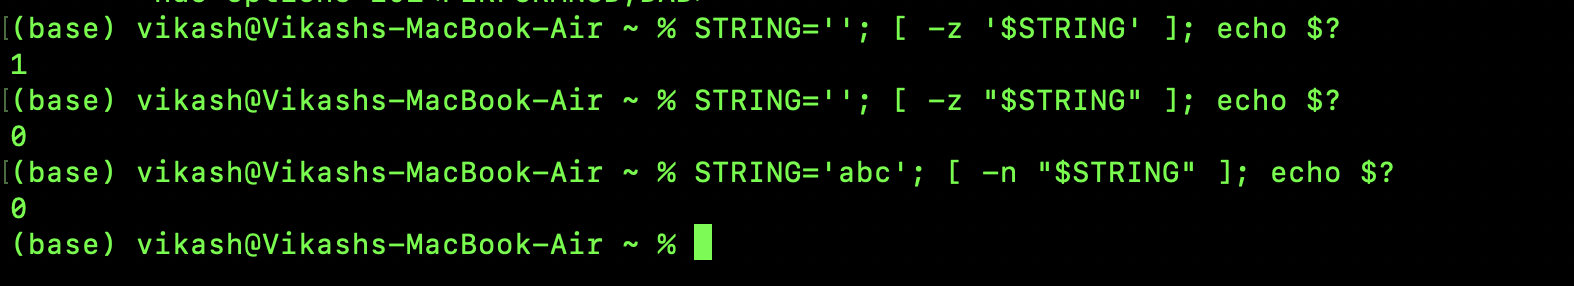 (base) vikash@Vikashs-MacBook-Air ~ % STRING=''; [ -z '$STRING' ]; echo $?
1
(base) vikash@Vikashs-MacBook-Air ~ % STRING=''; [ -z "$STRING" ]; echo $?
0
(base) vikash@Vikashs-MacBook-Air ~ % STRING='abc'; [ -n "$STRING" ]; echo $?
0
(base) vikash@Vikashs-MacBook-Air ~ %